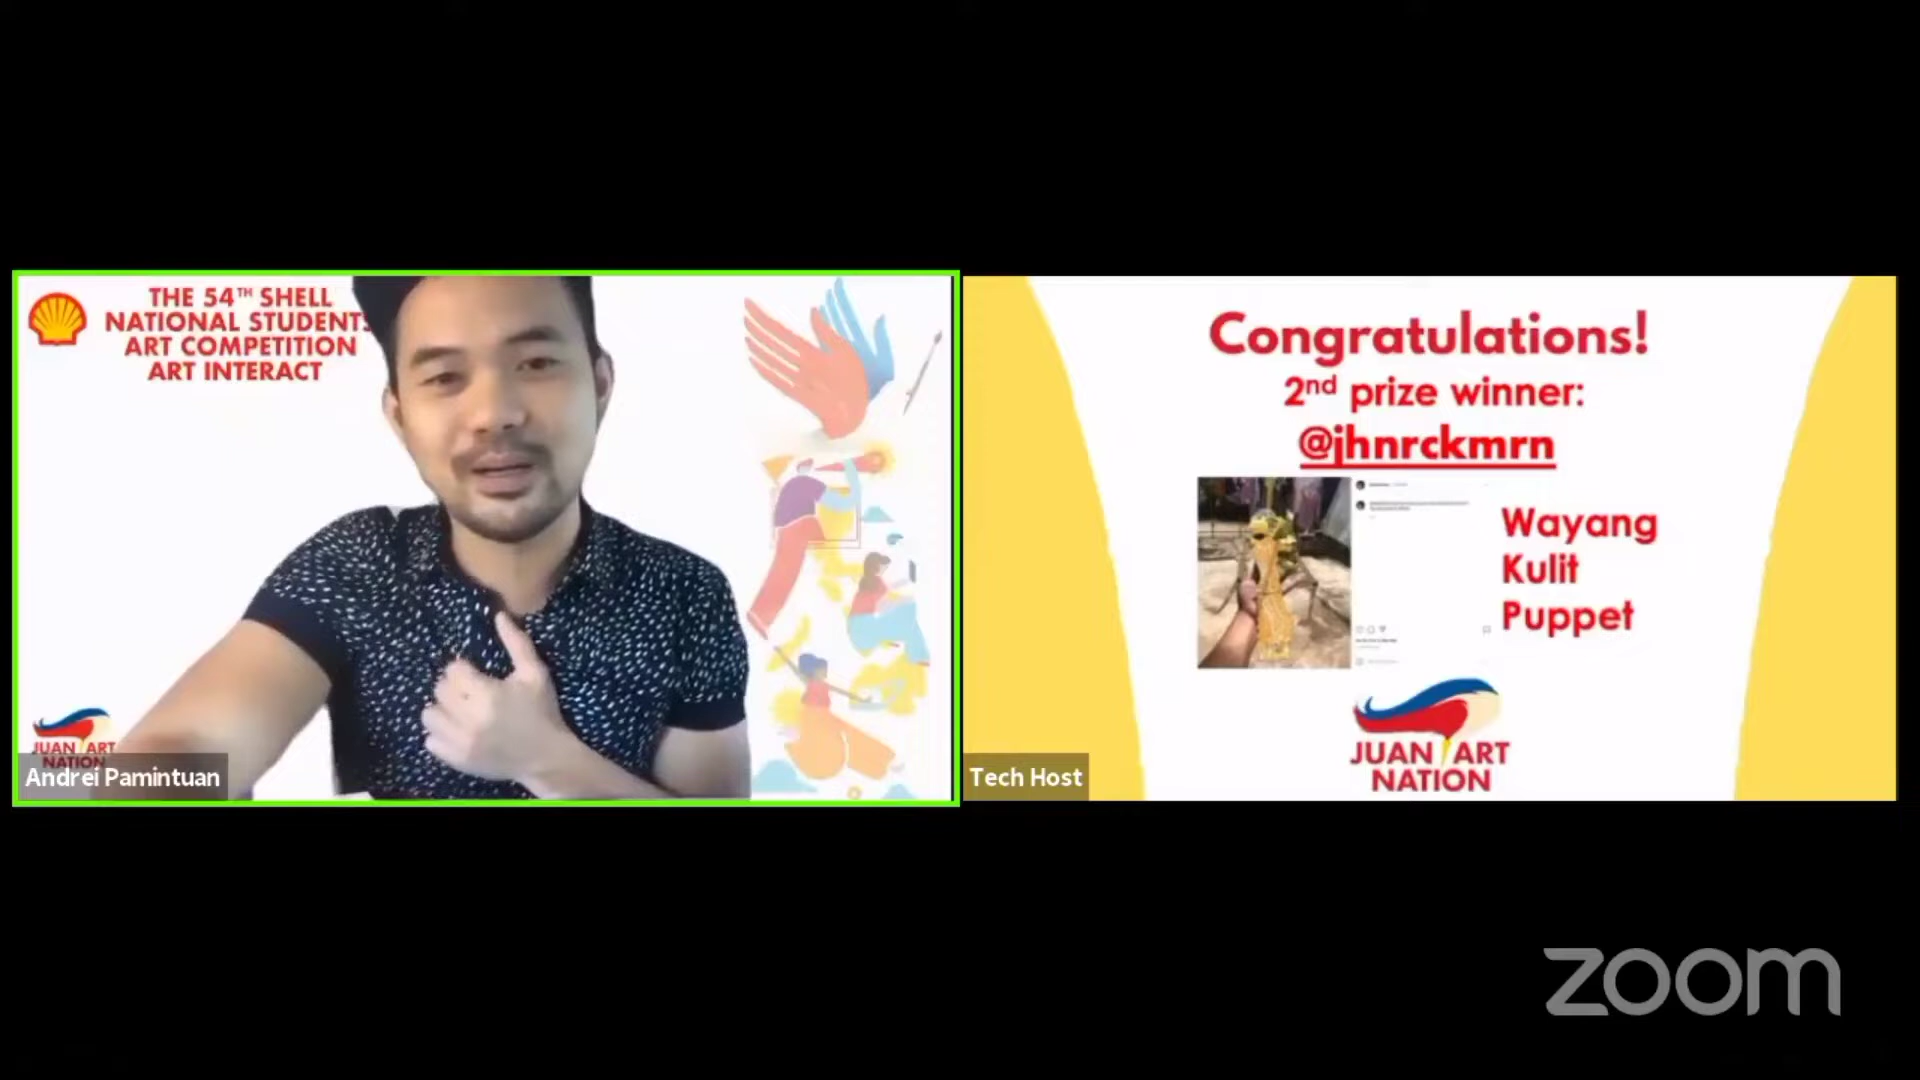 THE 54TH SHELL
NATIONAL STUDENTS
ART COMPETITION
ART INTERACT
JUAN ART
NATION
Andrei Pamintuan
Congratulations!
2nd prize winner:
@jhnrckmrn
Wayang
Kulit
Puppet
JUAN ART
NATION
Tech Host
zoom